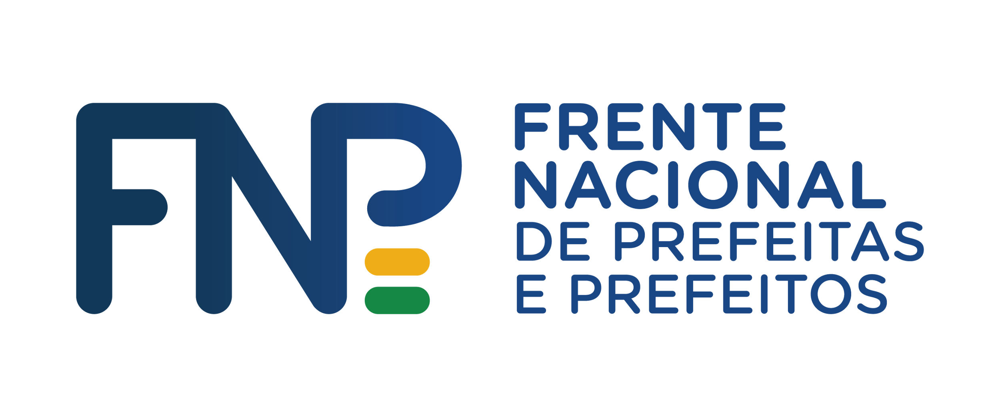 FNP
FRENTE
NACIONAL
DE PREFEITAS
E PREFEITOS